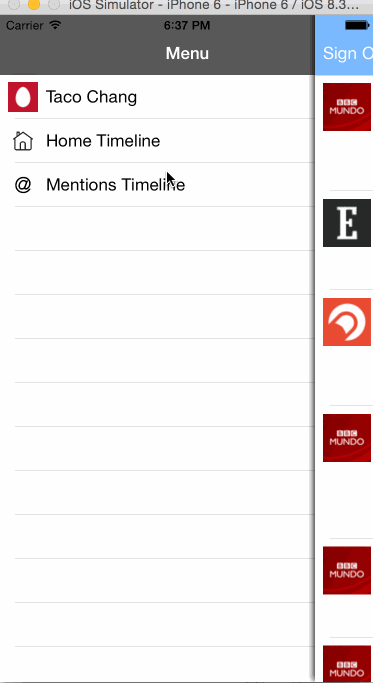 iOS Simulator - iPhone 6 - iPhone 6 / iOS 8.3...
Carrier 6:37 PM
Menu
Sign O
Taco Chang
Home Timeline
@ Mentions Timeline
BBC
MUNDO
E
BBC
MUNDO
BBC
MUNDO
BBC
MUNDO